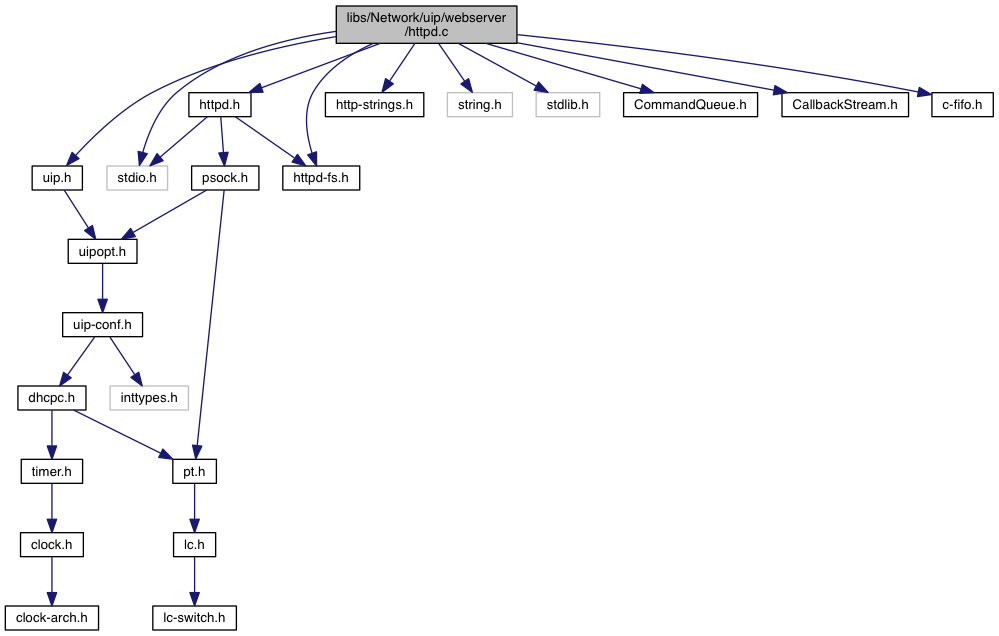 libs/Network/uip/webserver
/httpd.c
httpd.h
http-strings.h
string.h
stdlib.h
CommandQueue.h
CallbackStream.h
c-fifo.h
uip.h
stdio.h
psock.h
httpd-fs.h
uipopt.h
uip-conf.h
dhcpc.h
inttypes.h
timer.h
pt.h
clock.h
lc.h
clock-arch.h
lc-switch.h